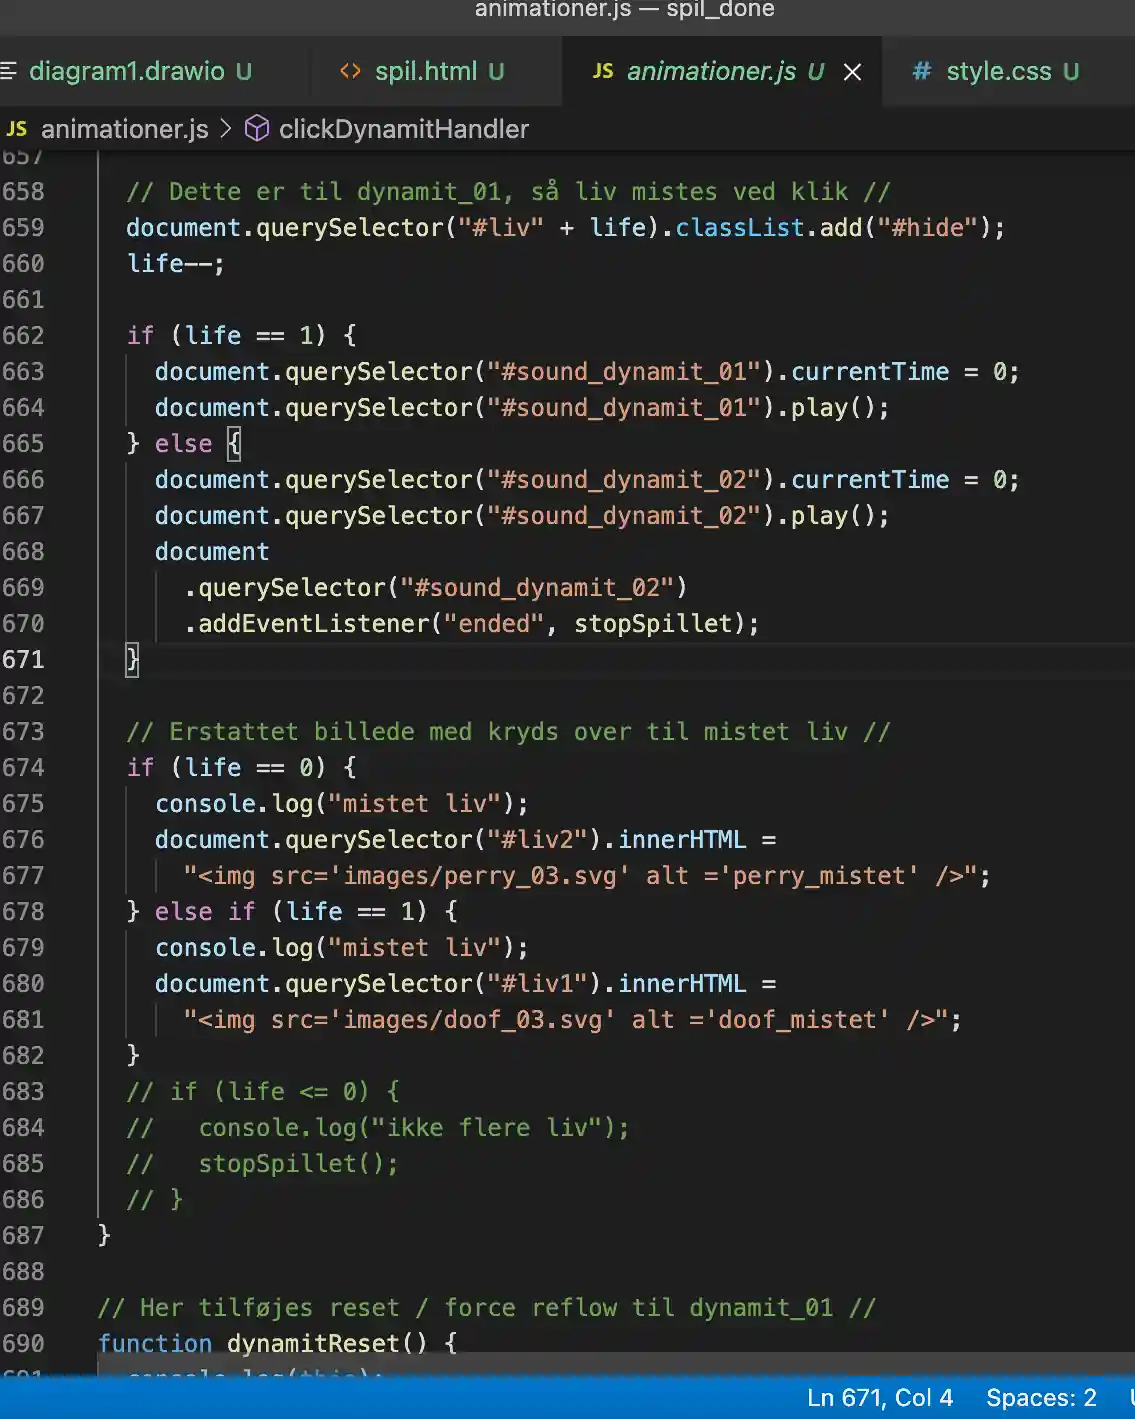 animationer.js — spil_done
diagram1.drawio U
<> spil.html U
JS animationer.js U
# style.css U
JS animationer.js > clickDynamitHandler
657
658 // Dette er til dynamit_01, så liv mistes ved klik //
659 document.querySelector("#liv" + life).classList.add("#hide");
660 life--;
661
662 if (life == 1) {
663 document.querySelector("#sound_dynamit_01").currentTime = 0;
664 document.querySelector("#sound_dynamit_01").play();
665 } else {
666 document.querySelector("#sound_dynamit_02").currentTime = 0;
667 document.querySelector("#sound_dynamit_02").play();
668 document
669 .querySelector("#sound_dynamit_02")
670 .addEventListener("ended", stopSpillet);
671 }
672
673 // Erstattet billede med kryds over til mistet liv //
674 if (life == 0) {
675 console.log("mistet liv");
676 document.querySelector("#liv2").innerHTML =
677 "<img src='images/perry_03.svg' alt ='perry_mistet' />";
678 } else if (life == 1) {
679 console.log("mistet liv");
680 document.querySelector("#liv1").innerHTML =
681 "<img src='images/doof_03.svg' alt ='doof_mistet' />";
682 }
683 // if (life <= 0) {
684 // console.log("ikke flere liv");
685 // stopSpillet();
686 // }
687 }
688
689 // Her tilføjes reset / force reflow til dynamit_01 //
690 function dynamitReset() {
691 console.log(this);
Ln 671, Col 4
Spaces: 2